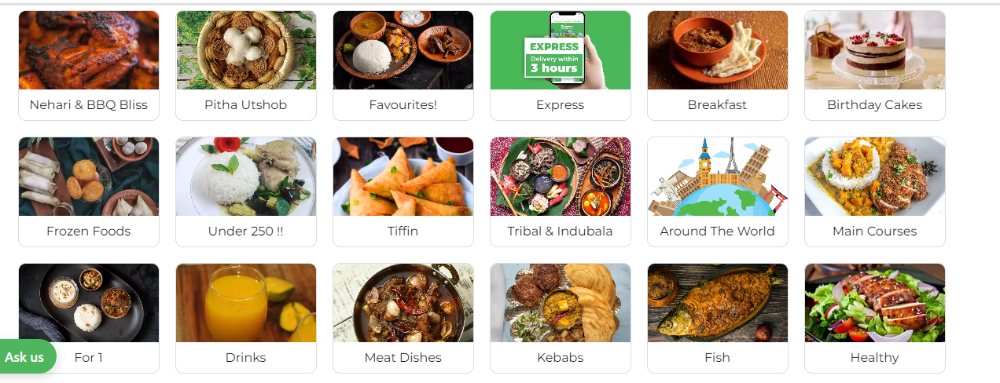 EXPRESS
Delivery within
3 hours
Nehari & BBQ Bliss
Pitha Utshob
Favourites!
Express
Breakfast
Birthday Cakes
Frozen Foods
Under 250 !!
Tiffin
Tribal & Indubala
Around The World
Main Courses
Ask us
For 1
Drinks
Meat Dishes
Kebabs
Fish
Healthy